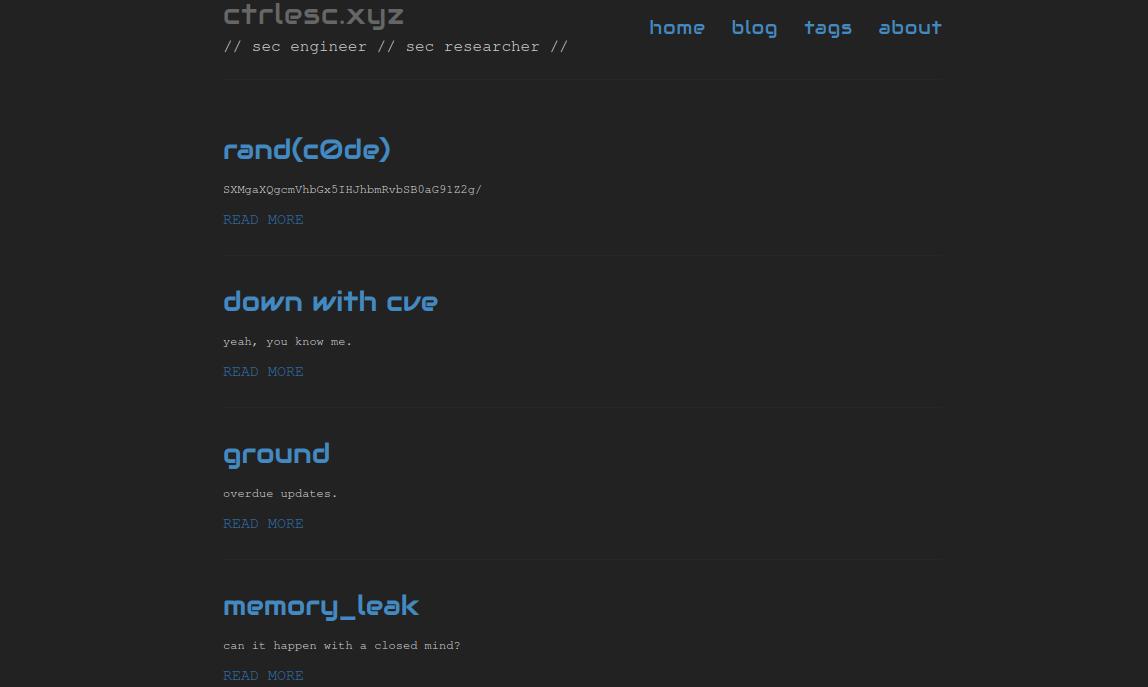 ctrlesc.xyz
// sec engineer // sec researcher //
home blog tags about
rand(c0de)
SXMgaXQgcmVhbGx5IHJhbmRvbSB0aG91Z2g/
READ MORE
down with cve
yeah, you know me.
READ MORE
ground
overdue updates.
READ MORE
memory_leak
can it happen with a closed mind?
READ MORE